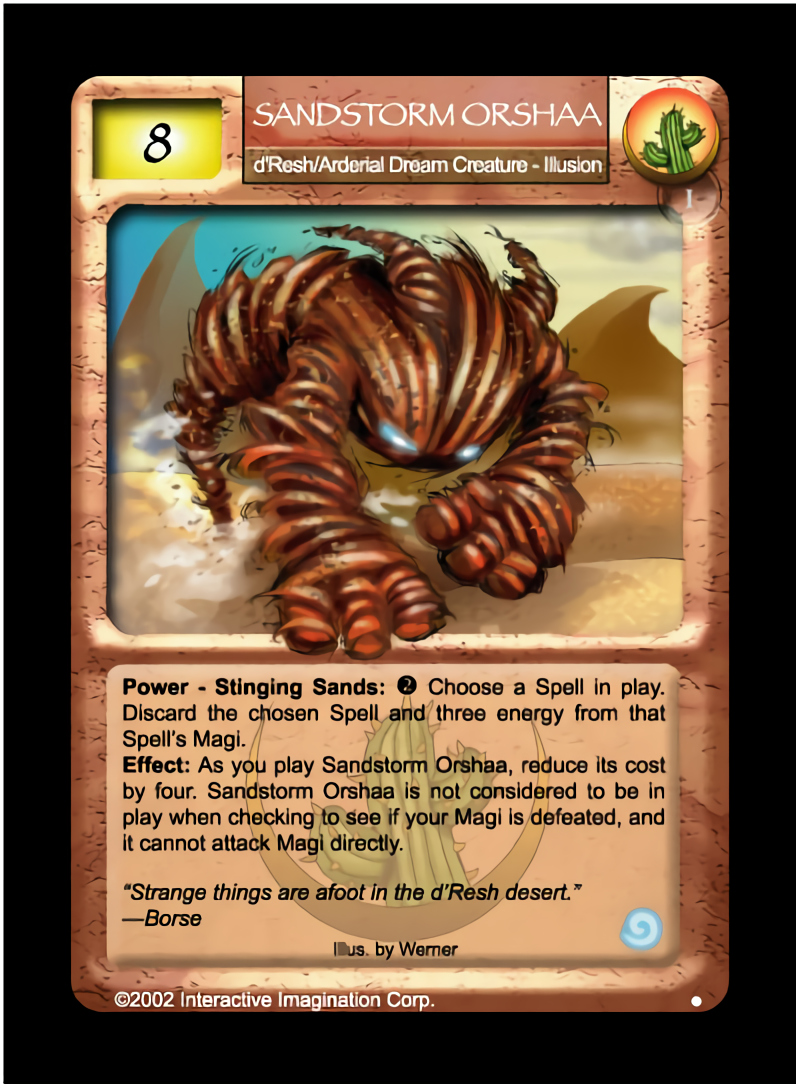 8
SANDSTORM ORSHAA
d'Resh/Arderial Dream Creature - Illusion
I
Power - Stinging Sands: ❷ Choose a Spell in play.
Discard the chosen Spell and three energy from that
Spell's Magi.
Effect: As you play Sandstorm Orshaa, reduce its cost
by four. Sandstorm Orshaa is not considered to be in
play when checking to see if your Magi is defeated, and
it cannot attack Magi directly.
"Strange things are afoot in the d'Resh desert."
—Borse
Illus. by Werner
©2002 Interactive Imagination Corp.